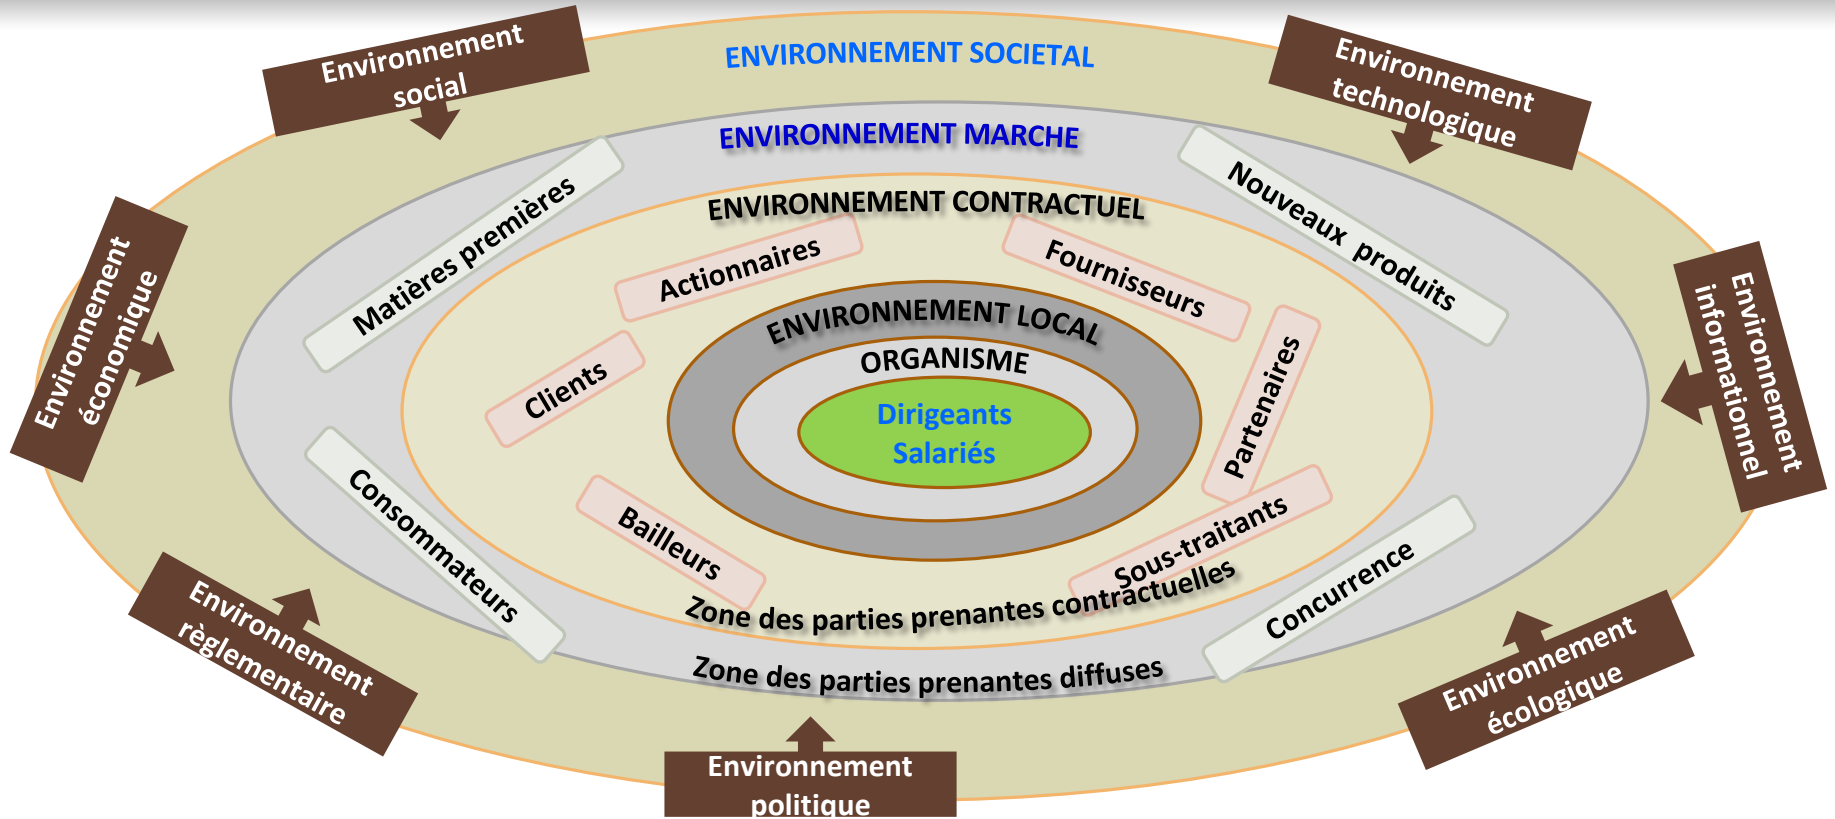 ENVIRONNEMENT SOCIETAL
Environnement
social
Environnement
technologique
ENVIRONNEMENT MARCHE
Matières premières
Nouveaux produits
ENVIRONNEMENT CONTRACTUEL
Actionnaires
Fournisseurs
Environnement
économique
Environnement
informationnel
ENVIRONNEMENT LOCAL
ORGANISME
Clients
Partenaires
Dirigeants
Salariés
Consommateurs
Bailleurs
Sous-traitants
Concurrence
Zone des parties prenantes contractuelles
Zone des parties prenantes diffuses
Environnement
règlementaire
Environnement
écologique
Environnement
politique